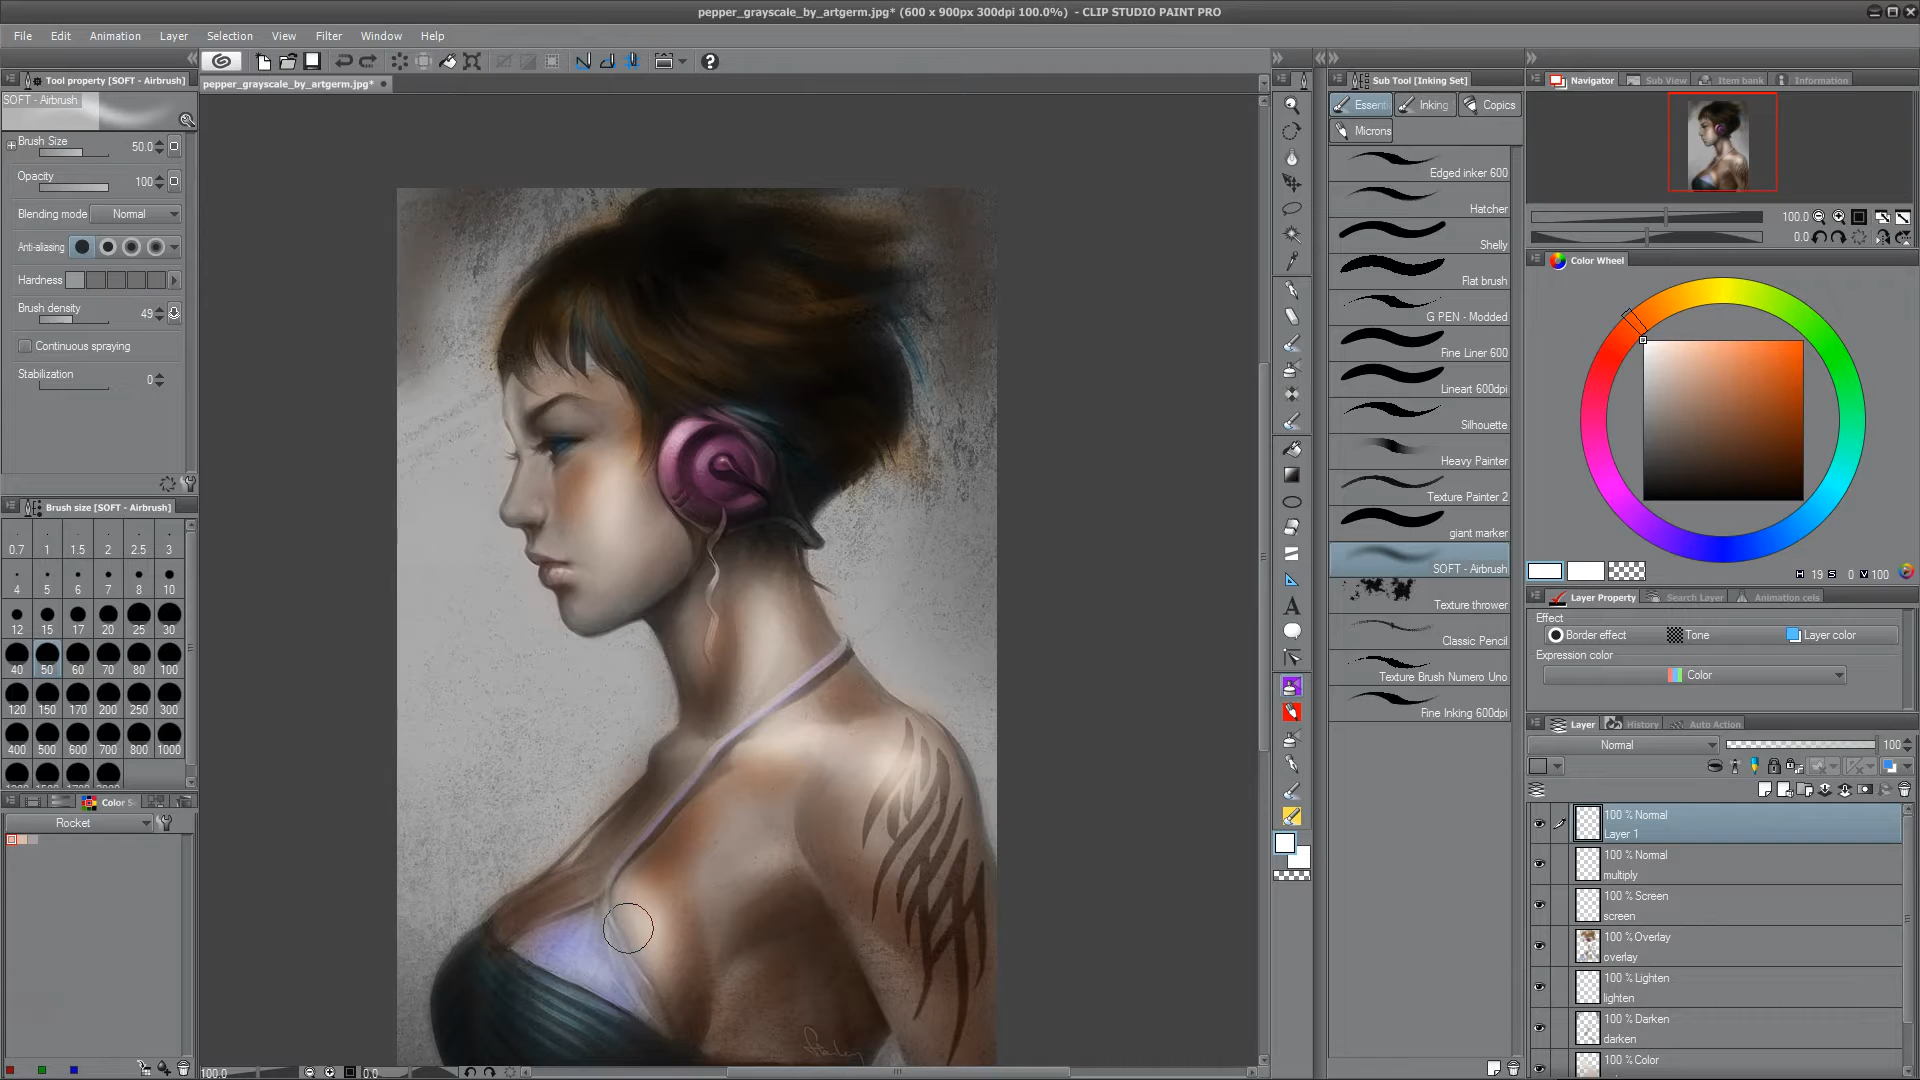 pepper_grayscale_by_artgerm.jpg* (600 x 900px 300dpi 100.0%) - CLIP STUDIO PAINT PRO
File Edit Animation Layer Selection View Filter Window Help
Tool property [SOFT - Airbrush]
SOFT - Airbrush
Brush Size 50.0
Opacity 100
Blending mode Normal
Anti-aliasing
Hardness
Brush density 49
Continuous spraying
Stabilization 0
Brush size [SOFT - Airbrush]
0.7 1 1.5 2 2.5 3
4 5 6 7 8 10
12 15 17 20 25 30
40 50 60 70 80 100
120 150 170 200 250 300
400 500 600 700 800 1000
Color S
Rocket
pepper_grayscale_by_artgerm.jpg*
100.0 0.0
Sub Tool [Inking Set]
Essenti Inking Copics
Microns
Edged inker 600
Hatcher
Shelly
Flat brush
G PEN - Modded
Fine Liner 600
Lineart 600dpi
Silhouette
Heavy Painter
Texture Painter 2
giant marker
SOFT - Airbrush
Texture thrower
Classic Pencil
Texture Brush Numero Uno
Fine Inking 600dpi
Navigator Sub View Item bank Information
100.0
0.0
Color Wheel
H 19 S 0 V 100
Layer Property Search Layer Animation cels
Effect
Border effect Tone Layer color
Expression color
Color
Layer History Auto Action
Normal 100
100 % Normal
Layer 1
100 % Normal
multiply
100 % Screen
screen
100 % Overlay
overlay
100 % Lighten
lighten
100 % Darken
darken
100 % Color